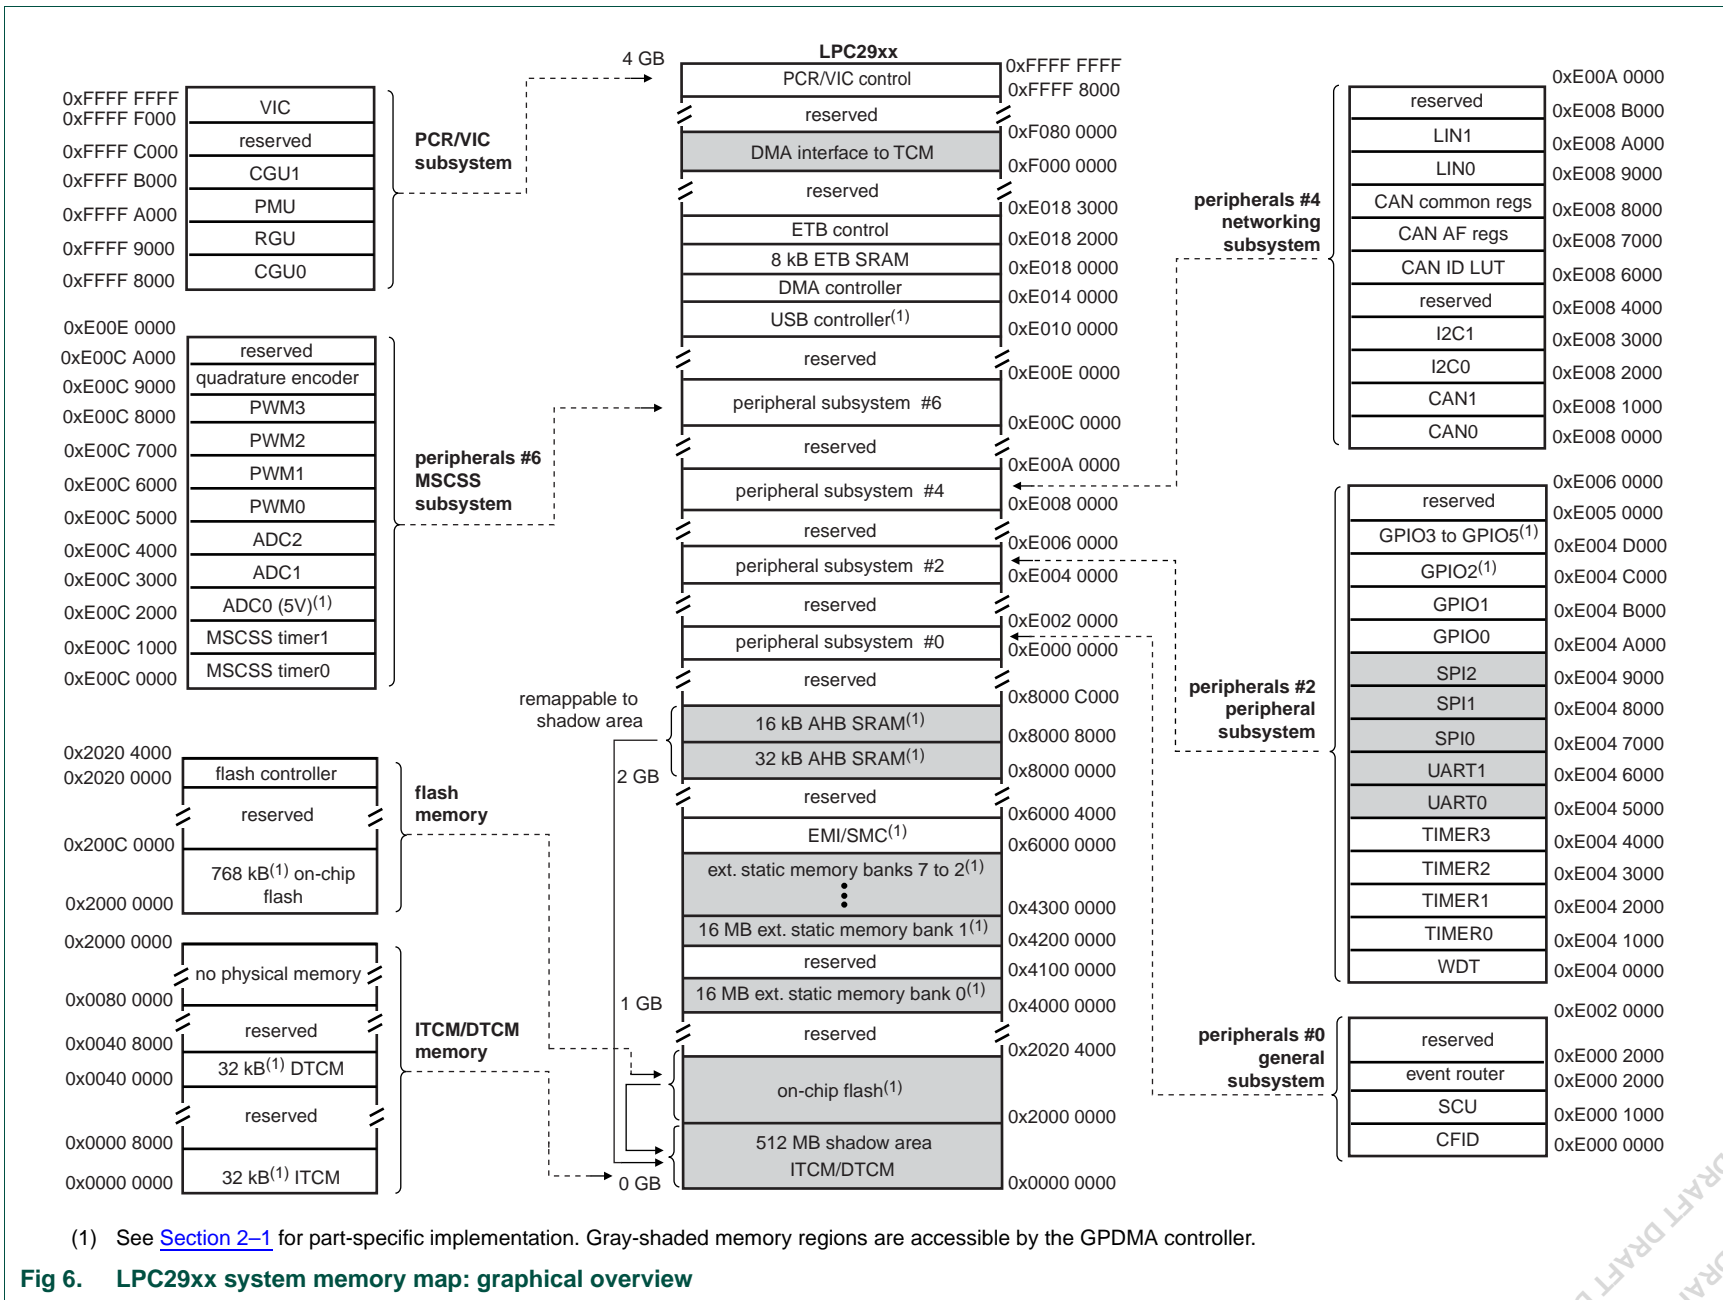 LPC29xx
4 GB
0xFFFF FFFF
PCR/VIC control
0xFFFF 8000
reserved
0xF080 0000
DMA interface to TCM
0xF000 0000
reserved
0xE018 3000
ETB control
0xE018 2000
8 kB ETB SRAM
0xE018 0000
DMA controller
0xE014 0000
USB controller(1)
0xE010 0000
reserved
0xE00E 0000
peripheral subsystem #6
0xE00C 0000
reserved
0xE00A 0000
peripheral subsystem #4
0xE008 0000
reserved
0xE006 0000
peripheral subsystem #2
0xE004 0000
reserved
0xE002 0000
peripheral subsystem #0
0xE000 0000
reserved
0x8000 C000
remappable to
shadow area
16 kB AHB SRAM(1)
0x8000 8000
32 kB AHB SRAM(1)
2 GB
0x8000 0000
reserved
0x6000 4000
EMI/SMC(1)
0x6000 0000
ext. static memory banks 7 to 2(1)
0x4300 0000
16 MB ext. static memory bank 1(1)
0x4200 0000
reserved
0x4100 0000
16 MB ext. static memory bank 0(1)
1 GB
0x4000 0000
reserved
0x2020 4000
on-chip flash(1)
0x2000 0000
512 MB shadow area
ITCM/DTCM
0 GB
0x0000 0000
0xFFFF FFFF
VIC
0xFFFF F000
reserved
0xFFFF C000
CGU1
0xFFFF B000
PMU
0xFFFF A000
RGU
0xFFFF 9000
CGU0
0xFFFF 8000
PCR/VIC
subsystem
0xE00E 0000
reserved
0xE00C A000
quadrature encoder
0xE00C 9000
PWM3
0xE00C 8000
PWM2
0xE00C 7000
PWM1
0xE00C 6000
PWM0
0xE00C 5000
ADC2
0xE00C 4000
ADC1
0xE00C 3000
ADC0 (5V)(1)
0xE00C 2000
MSCSS timer1
0xE00C 1000
MSCSS timer0
0xE00C 0000
peripherals #6
MSCSS
subsystem
0x2020 4000
flash controller
0x2020 0000
reserved
0x200C 0000
768 kB(1) on-chip
flash
0x2000 0000
flash
memory
0x2000 0000
no physical memory
0x0080 0000
reserved
0x0040 8000
32 kB(1) DTCM
0x0040 0000
reserved
0x0000 8000
32 kB(1) ITCM
0x0000 0000
ITCM/DTCM
memory
0xE00A 0000
reserved
0xE008 B000
LIN1
0xE008 A000
LIN0
0xE008 9000
CAN common regs
0xE008 8000
CAN AF regs
0xE008 7000
CAN ID LUT
0xE008 6000
reserved
0xE008 4000
I2C1
0xE008 3000
I2C0
0xE008 2000
CAN1
0xE008 1000
CAN0
0xE008 0000
peripherals #4
networking
subsystem
0xE006 0000
reserved
0xE005 0000
GPIO3 to GPIO5(1)
0xE004 D000
GPIO2(1)
0xE004 C000
GPIO1
0xE004 B000
GPIO0
0xE004 A000
SPI2
0xE004 9000
SPI1
0xE004 8000
SPI0
0xE004 7000
UART1
0xE004 6000
UART0
0xE004 5000
TIMER3
0xE004 4000
TIMER2
0xE004 3000
TIMER1
0xE004 2000
TIMER0
0xE004 1000
WDT
0xE004 0000
peripherals #2
peripheral
subsystem
0xE002 0000
reserved
0xE000 2000
event router
0xE000 2000
SCU
0xE000 1000
CFID
0xE000 0000
peripherals #0
general
subsystem
(1) See Section 2–1 for part-specific implementation. Gray-shaded memory regions are accessible by the GPDMA controller.
Fig 6. LPC29xx system memory map: graphical overview
DRAFT DRAFT